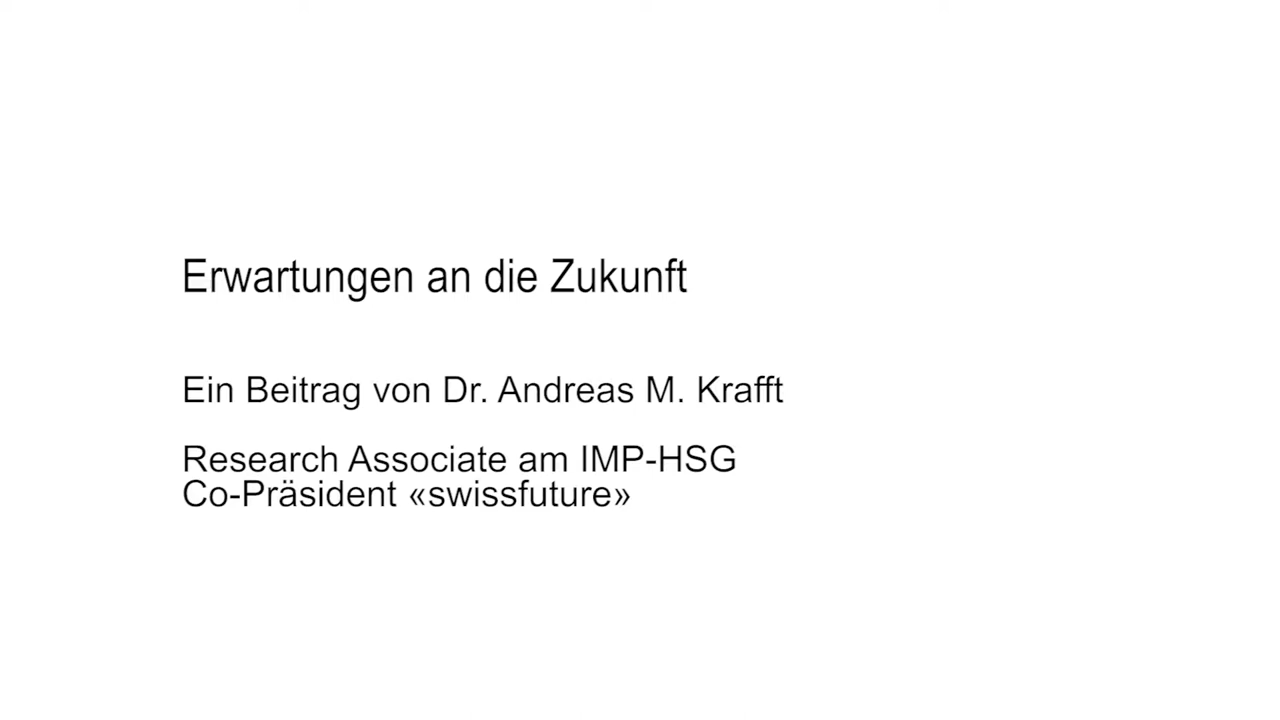 Erwartungen an die Zukunft
Ein Beitrag von Dr. Andreas M. Krafft
Research Associate am IMP-HSG
Co-Präsident «swissfuture»